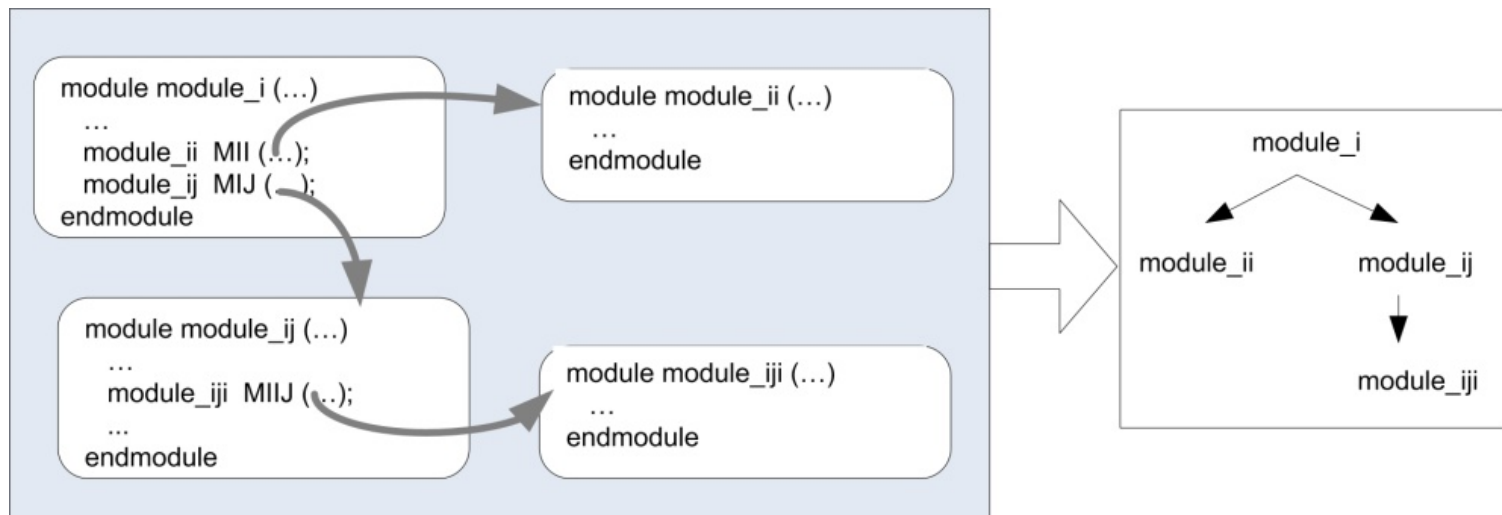 module module_i (…)
…
module_ii MII (…);
module_ij MIJ (…);
endmodule
module module_ii (…)
…
endmodule
module module_ij (…)
…
module_iji MIIJ (…);
...
endmodule
module module_iji (…)
…
endmodule
module_i
module_ii module_ij
module_iji